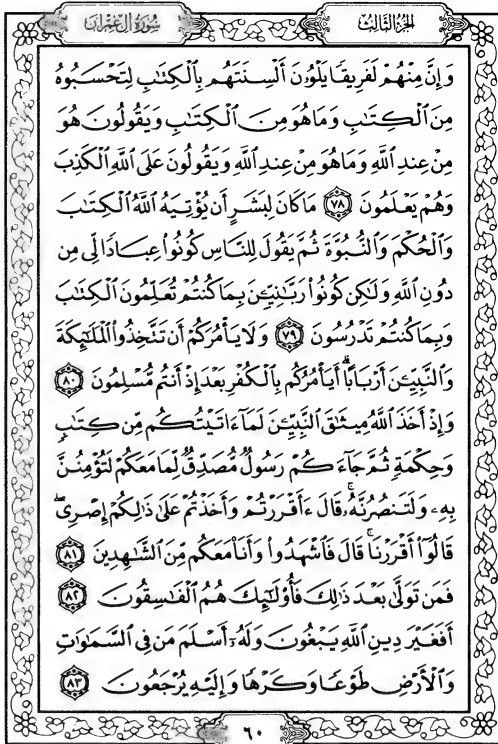 الجزء الثالث
سورة آل عمران
وَإِنَّ مِنْهُمْ لَفَرِيقًا يَلْوُۥنَ أَلْسِنَتَهُم بِٱلْكِتَٰبِ لِتَحْسَبُوهُ
مِنَ ٱلْكِتَٰبِ وَمَا هُوَ مِنَ ٱلْكِتَٰبِ وَيَقُولُونَ هُوَ
مِنْ عِندِ ٱللَّهِ وَمَا هُوَ مِنْ عِندِ ٱللَّهِ وَيَقُولُونَ عَلَى ٱللَّهِ ٱلْكَذِبَ
وَهُمْ يَعْلَمُونَ ٧٨ مَا كَانَ لِبَشَرٍ أَن يُؤْتِيَهُ ٱللَّهُ ٱلْكِتَٰبَ
وَٱلْحُكْمَ وَٱلنُّبُوَّةَ ثُمَّ يَقُولَ لِلنَّاسِ كُونُوا۟ عِبَادًا لِّى مِن
دُونِ ٱللَّهِ وَلَٰكِن كُونُوا۟ رَبَّٰنِيِّۦنَ بِمَا كُنتُمْ تُعَلِّمُونَ ٱلْكِتَٰبَ
وَبِمَا كُنتُمْ تَدْرُسُونَ ٧٩ وَلَا يَأْمُرَكُمْ أَن تَتَّخِذُوا۟ ٱلْمَلَٰٓئِكَةَ
وَٱلنَّبِيِّۦنَ أَرْبَابًا ۗ أَيَأْمُرُكُم بِٱلْكُفْرِ بَعْدَ إِذْ أَنتُم مُّسْلِمُونَ ٨٠
وَإِذْ أَخَذَ ٱللَّهُ مِيثَٰقَ ٱلنَّبِيِّۦنَ لَمَآ ءَاتَيْتُكُم مِّن كِتَٰبٍ
وَحِكْمَةٍ ثُمَّ جَآءَكُمْ رَسُولٌ مُّصَدِّقٌ لِّمَا مَعَكُمْ لَتُؤْمِنُنَّ
بِهِۦ وَلَتَنصُرُنَّهُۥ ۚ قَالَ ءَأَقْرَرْتُمْ وَأَخَذْتُمْ عَلَىٰ ذَٰلِكُمْ إِصْرِى ۖ
قَالُوٓا۟ أَقْرَرْنَا ۚ قَالَ فَٱشْهَدُوا۟ وَأَنَا۠ مَعَكُم مِّنَ ٱلشَّٰهِدِينَ ٨١
فَمَن تَوَلَّىٰ بَعْدَ ذَٰلِكَ فَأُو۟لَٰٓئِكَ هُمُ ٱلْفَٰسِقُونَ ٨٢
أَفَغَيْرَ دِينِ ٱللَّهِ يَبْغُونَ وَلَهُۥٓ أَسْلَمَ مَن فِى ٱلسَّمَٰوَٰتِ
وَٱلْأَرْضِ طَوْعًا وَكَرْهًا وَإِلَيْهِ يُرْجَعُونَ ٨٣
٦٠